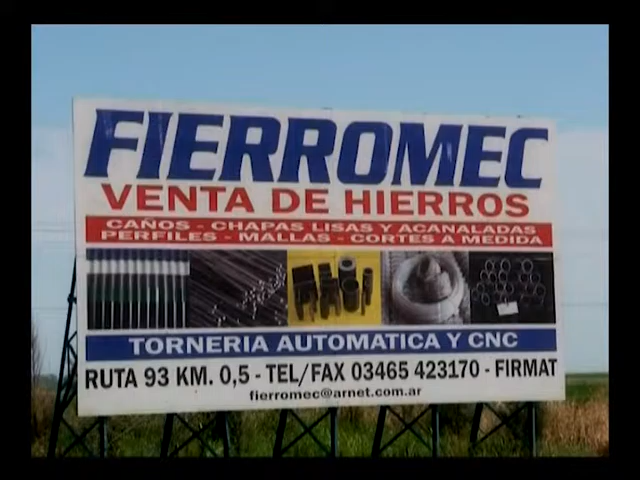 FIERROMEC
VENTA DE HIERROS
CAÑOS - CHAPAS LISAS Y ACANALADAS
PERFILES - MALLAS - CORTES A MEDIDA
TORNERIA AUTOMATICA Y CNC
RUTA 93 KM. 0,5 - TEL/FAX 03465 423170 - FIRMAT
fierromec@arnet.com.ar